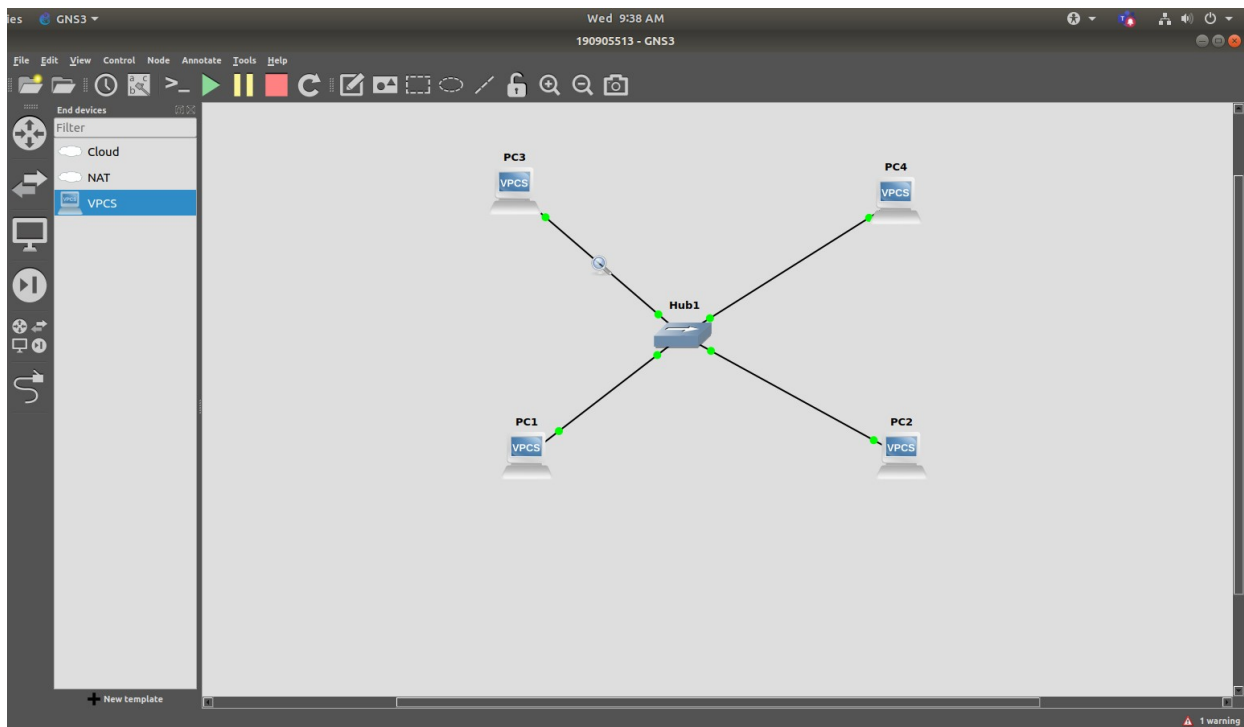 ies GNS3 Wed 9:38 AM
190905513 - GNS3
File Edit View Control Node Annotate Tools Help
End devices
Filter
Cloud
NAT
VPCS
PC3
VPCS
PC4
VPCS
Hub1
PC1
VPCS
PC2
VPCS
New template
1 warning